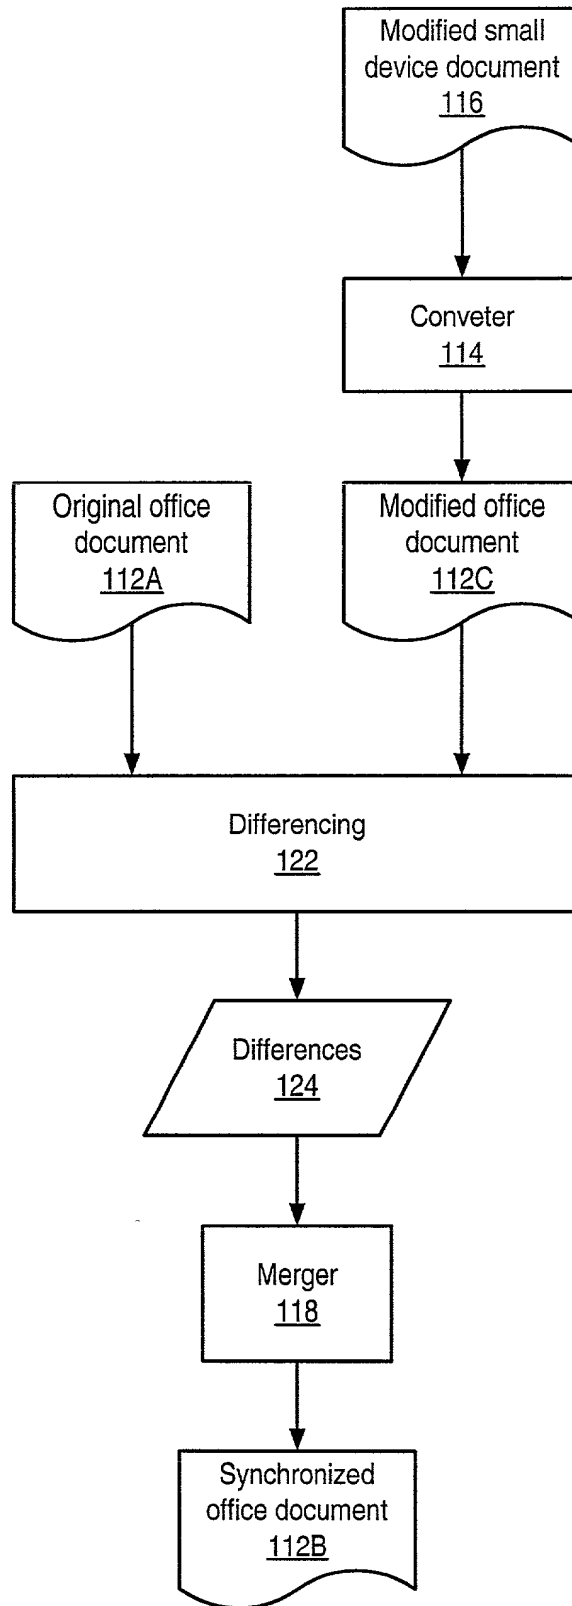 Modified small
device document
116
Conveter
114
Original office
document
112A
Modified office
document
112C
Differencing
122
Differences
124
Merger
118
Synchronized
office document
112B